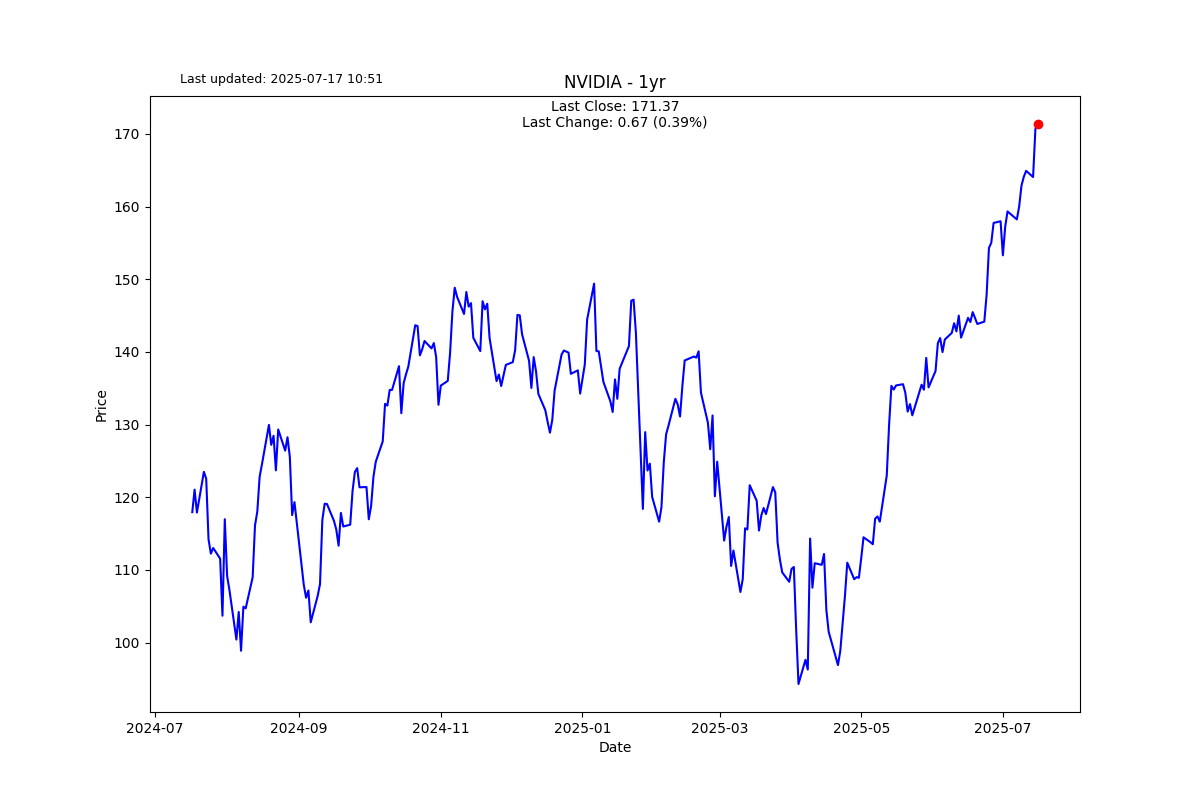 Last updated: 2025-07-17 10:51
NVIDIA - 1yr
Last Close: 171.37
Last Change: 0.67 (0.39%)
170
160
150
140
130
120
110
100
Price
2024-07 2024-09 2024-11 2025-01 2025-03 2025-05 2025-07
Date